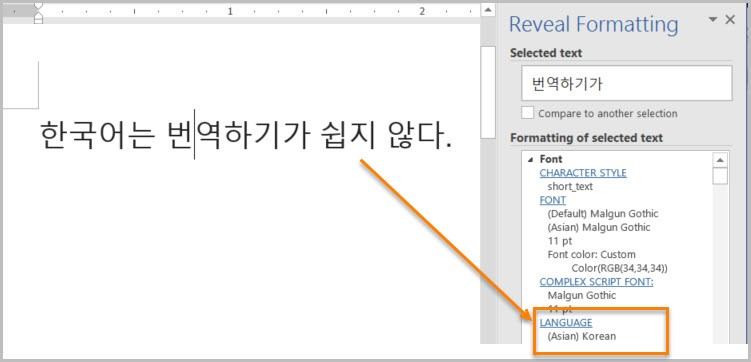 1 2
한국어는 번역하기가 쉽지 않다.
Reveal Formatting
Selected text
번역하기가
Compare to another selection
Formatting of selected text
Font
CHARACTER STYLE
short_text
FONT
(Default) Malgun Gothic
(Asian) Malgun Gothic
11 pt
Font color: Custom
Color(RGB(34,34,34))
COMPLEX SCRIPT FONT:
Malgun Gothic
11 pt
LANGUAGE
(Asian) Korean